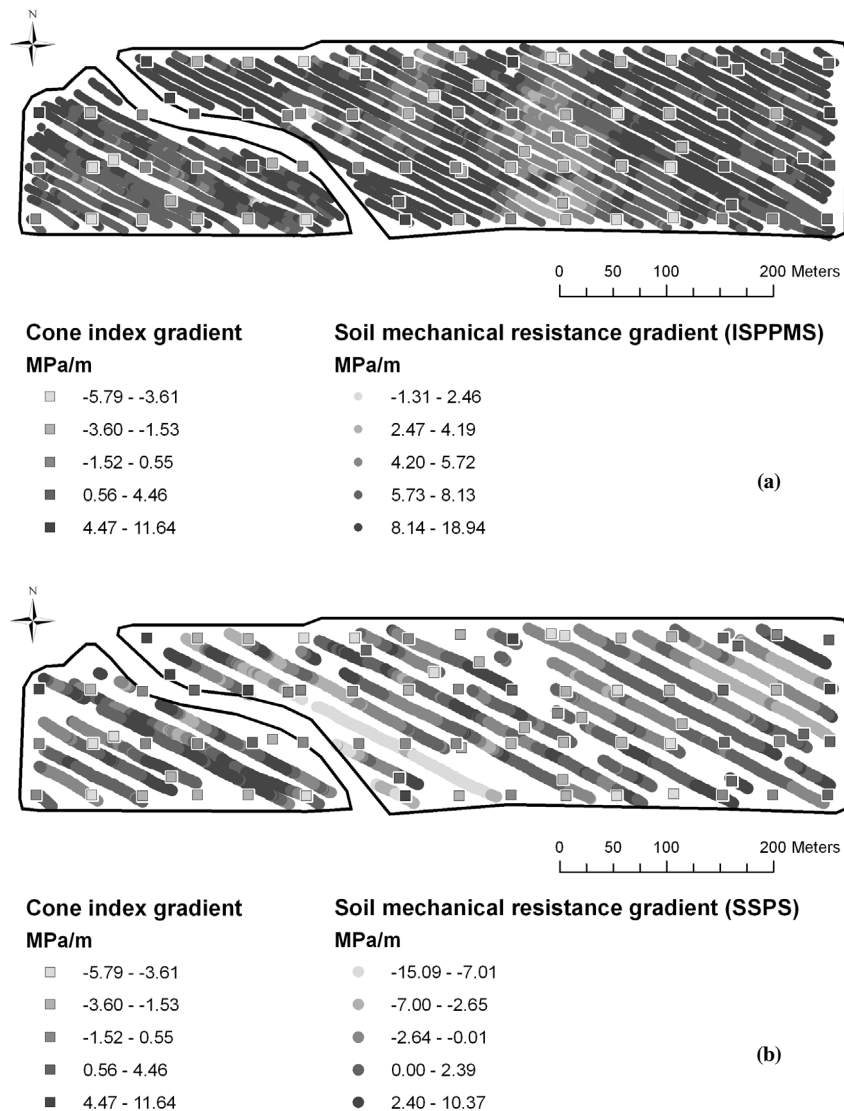 N
0 50 100 200 Meters
Cone index gradient
MPa/m
-5.79 - -3.61
-3.60 - -1.53
-1.52 - 0.55
0.56 - 4.46
4.47 - 11.64
Soil mechanical resistance gradient (ISPPMS)
MPa/m
-1.31 - 2.46
2.47 - 4.19
4.20 - 5.72
5.73 - 8.13
8.14 - 18.94
(a)
N
0 50 100 200 Meters
Cone index gradient
MPa/m
-5.79 - -3.61
-3.60 - -1.53
-1.52 - 0.55
0.56 - 4.46
4.47 - 11.64
Soil mechanical resistance gradient (SSPS)
MPa/m
-15.09 - -7.01
-7.00 - -2.65
-2.64 - -0.01
0.00 - 2.39
2.40 - 10.37
(b)